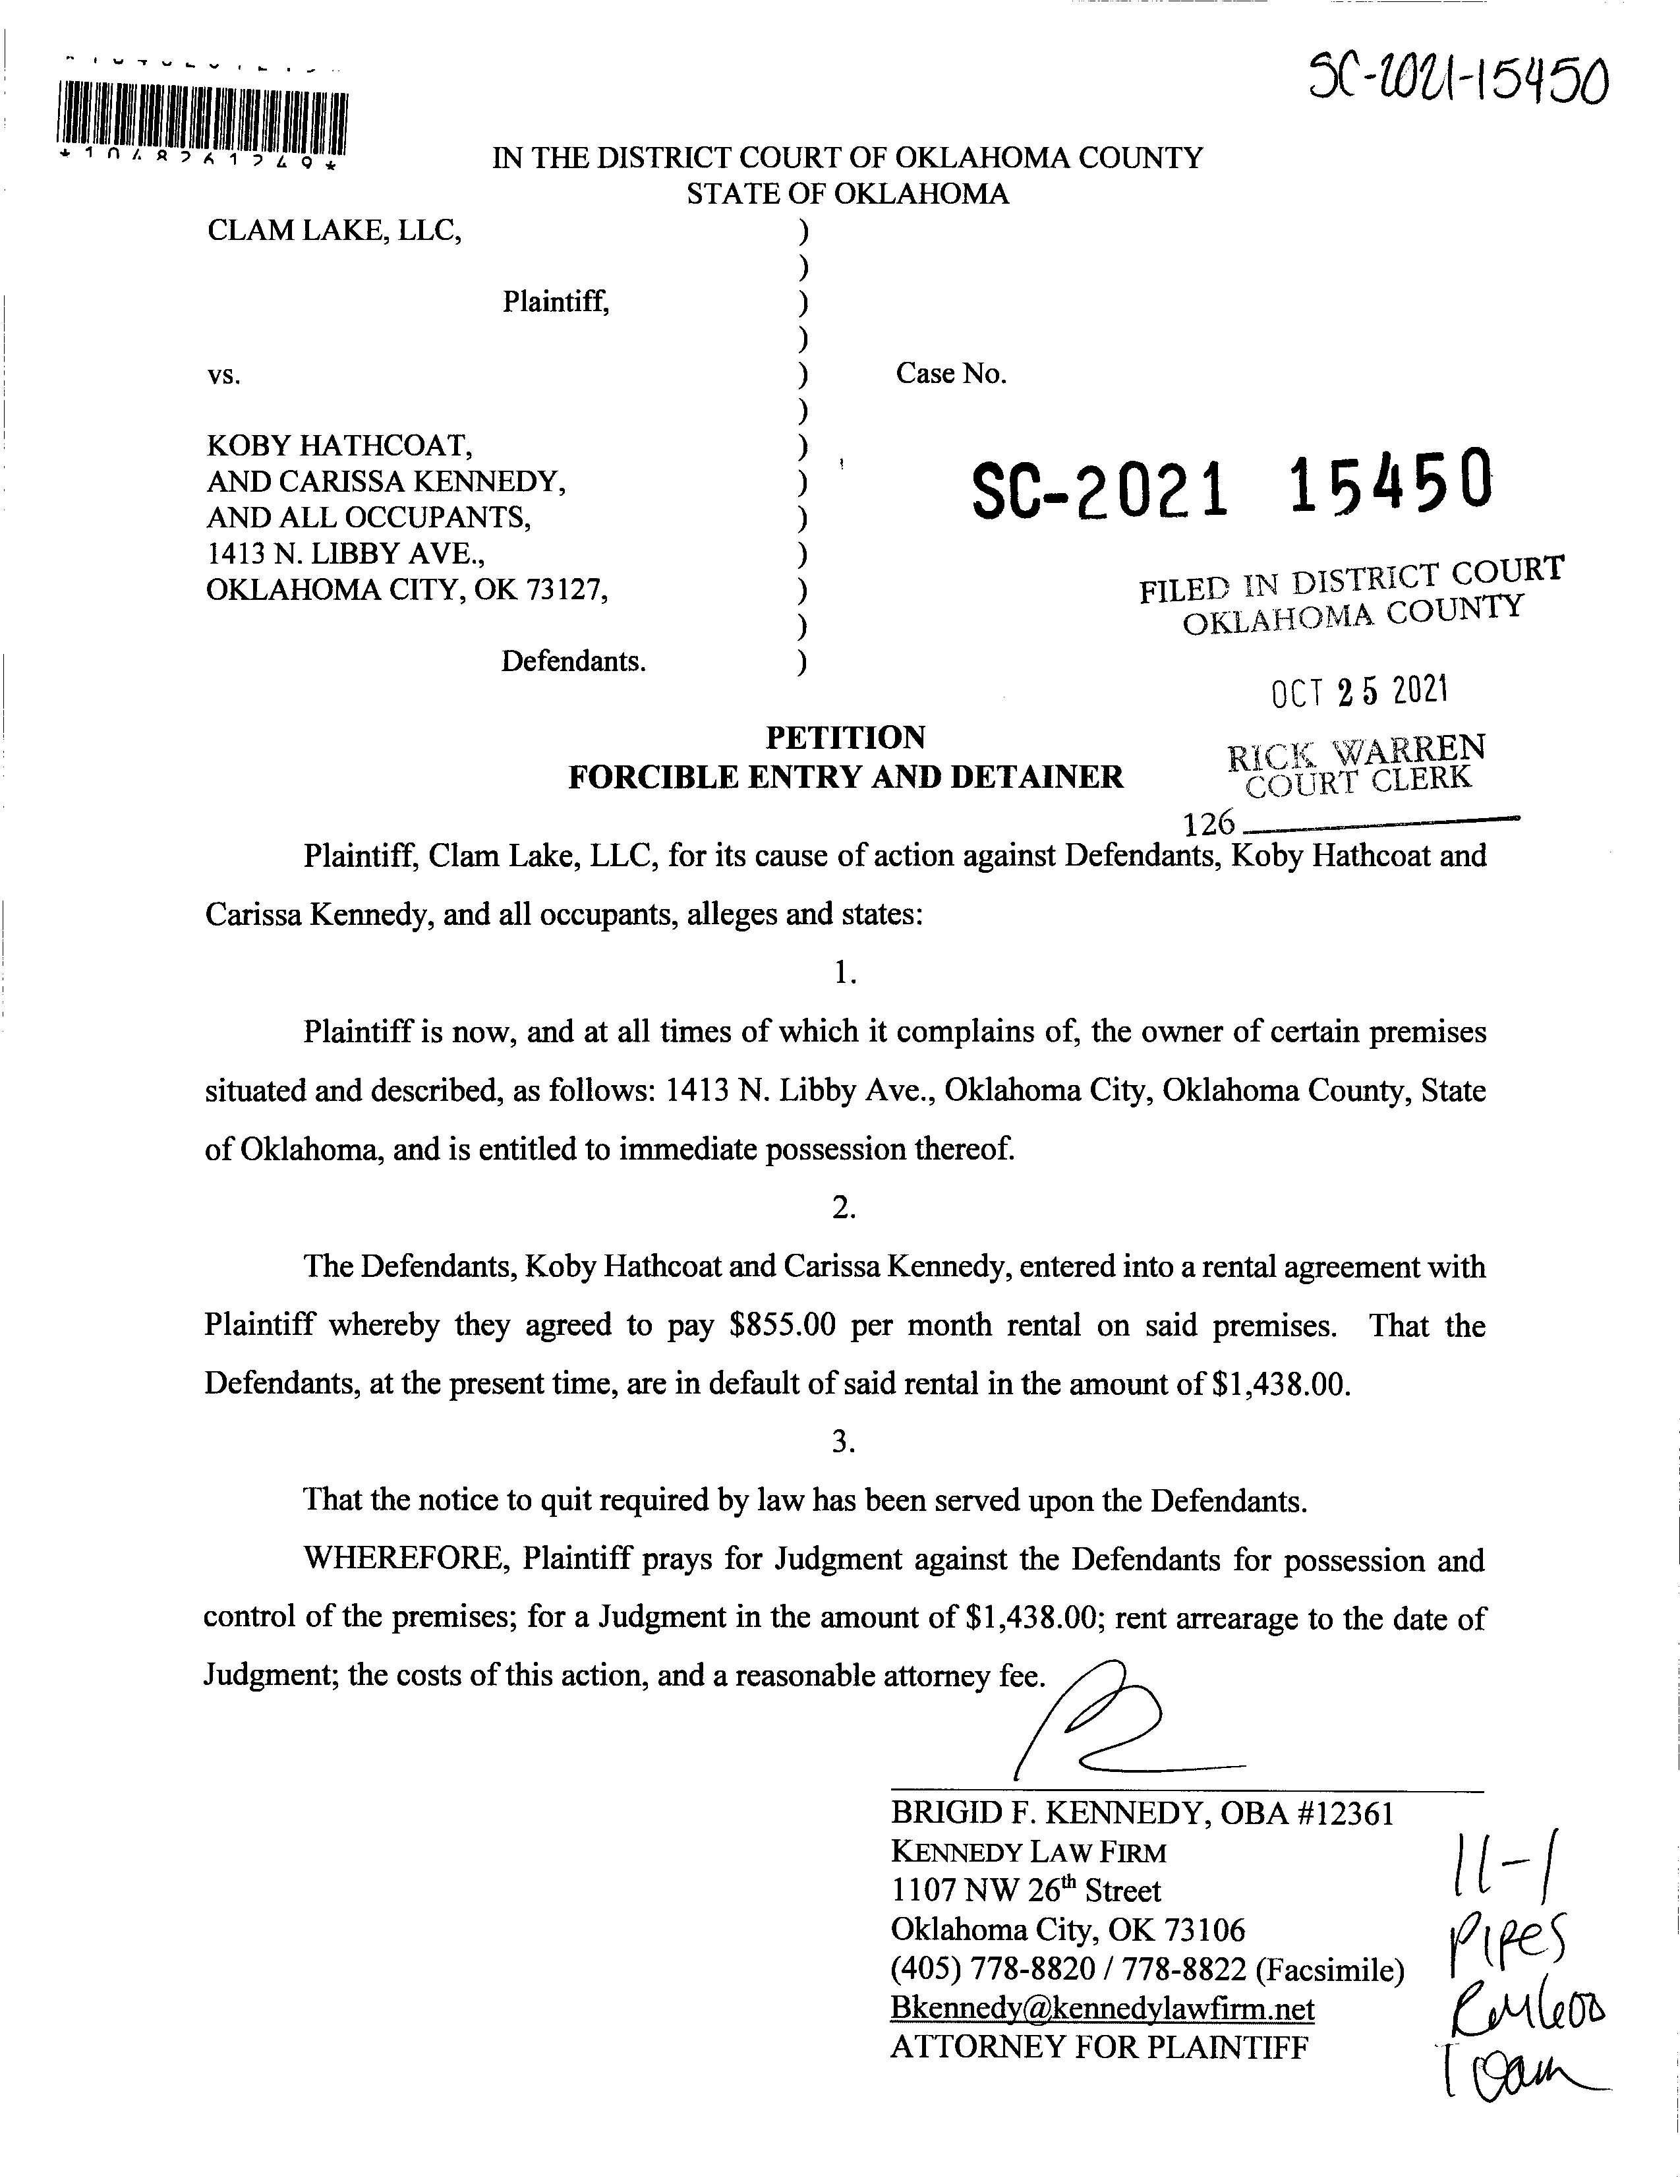 SC-2021-15450
*1048261249*
IN THE DISTRICT COURT OF OKLAHOMA COUNTY
STATE OF OKLAHOMA
CLAM LAKE, LLC, )
)
Plaintiff, )
)
vs. ) Case No.
)
KOBY HATHCOAT, )
AND CARISSA KENNEDY, )
AND ALL OCCUPANTS, )
1413 N. LIBBY AVE., )
OKLAHOMA CITY, OK 73127, )
)
Defendants. )
SC-2021 15450
FILED IN DISTRICT COURT
OKLAHOMA COUNTY
OCT 25 2021
RICK WARREN
COURT CLERK
126
PETITION
FORCIBLE ENTRY AND DETAINER
Plaintiff, Clam Lake, LLC, for its cause of action against Defendants, Koby Hathcoat and
Carissa Kennedy, and all occupants, alleges and states:
1.
Plaintiff is now, and at all times of which it complains of, the owner of certain premises
situated and described, as follows: 1413 N. Libby Ave., Oklahoma City, Oklahoma County, State
of Oklahoma, and is entitled to immediate possession thereof.
2.
The Defendants, Koby Hathcoat and Carissa Kennedy, entered into a rental agreement with
Plaintiff whereby they agreed to pay $855.00 per month rental on said premises. That the
Defendants, at the present time, are in default of said rental in the amount of $1,438.00.
3.
That the notice to quit required by law has been served upon the Defendants.
WHEREFORE, Plaintiff prays for Judgment against the Defendants for possession and
control of the premises; for a Judgment in the amount of $1,438.00; rent arrearage to the date of
Judgment; the costs of this action, and a reasonable attorney fee.
BRIGID F. KENNEDY, OBA #12361
KENNEDY LAW FIRM
1107 NW 26th Street
Oklahoma City, OK 73106
(405) 778-8820 / 778-8822 (Facsimile)
Bkennedy@kennedylawfirm.net
ATTORNEY FOR PLAINTIFF
11-1
Pipes